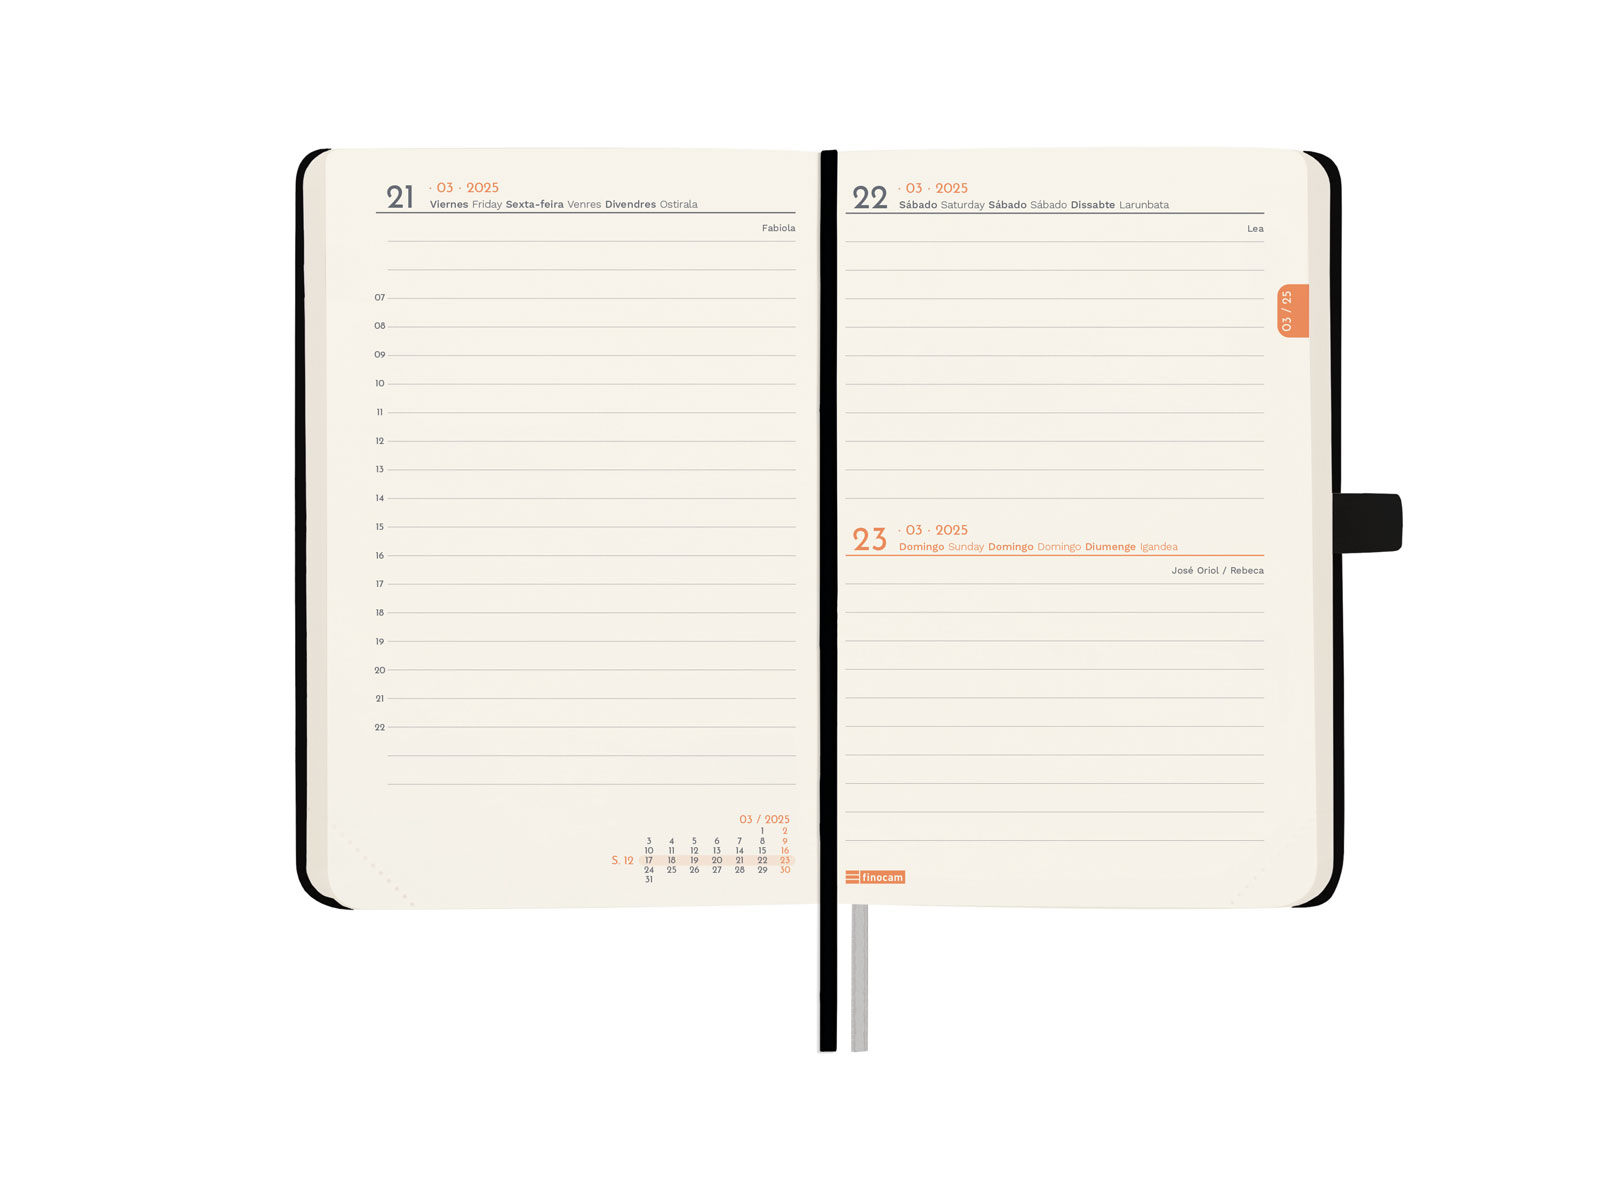 21 · 03 · 2025
Viernes Friday Sexta-feira Venres Divendres Ostirala
Fabiola
07
08
09
10
11
12
13
14
15
16
17
18
19
20
21
22
03 / 2025
1 2
3 4 5 6 7 8 9
10 11 12 13 14 15 16
S. 12 17 18 19 20 21 22 23
24 25 26 27 28 29 30
31
22 · 03 · 2025
Sábado Saturday Sábado Sábado Dissabte Larunbata
Lea
03 / 25
23 · 03 · 2025
Domingo Sunday Domingo Domingo Diumenge Igandea
José Oriol / Rebeca
finocam